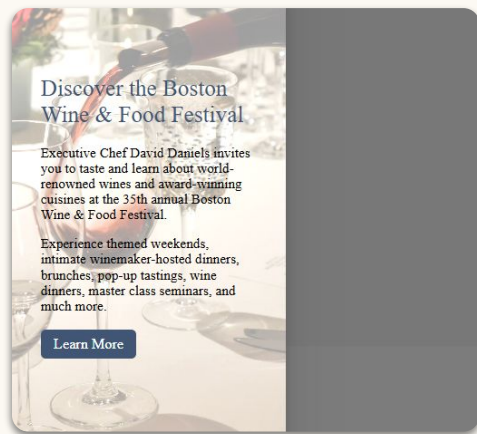 Discover the Boston
Wine & Food Festival
Executive Chef David Daniels invites
you to taste and learn about world-
renowned wines and award-winning
cuisines at the 35th annual Boston
Wine & Food Festival.
Experience themed weekends,
intimate winemaker-hosted dinners,
brunches, pop-up tastings, wine
dinners, master class seminars, and
much more.
Learn More